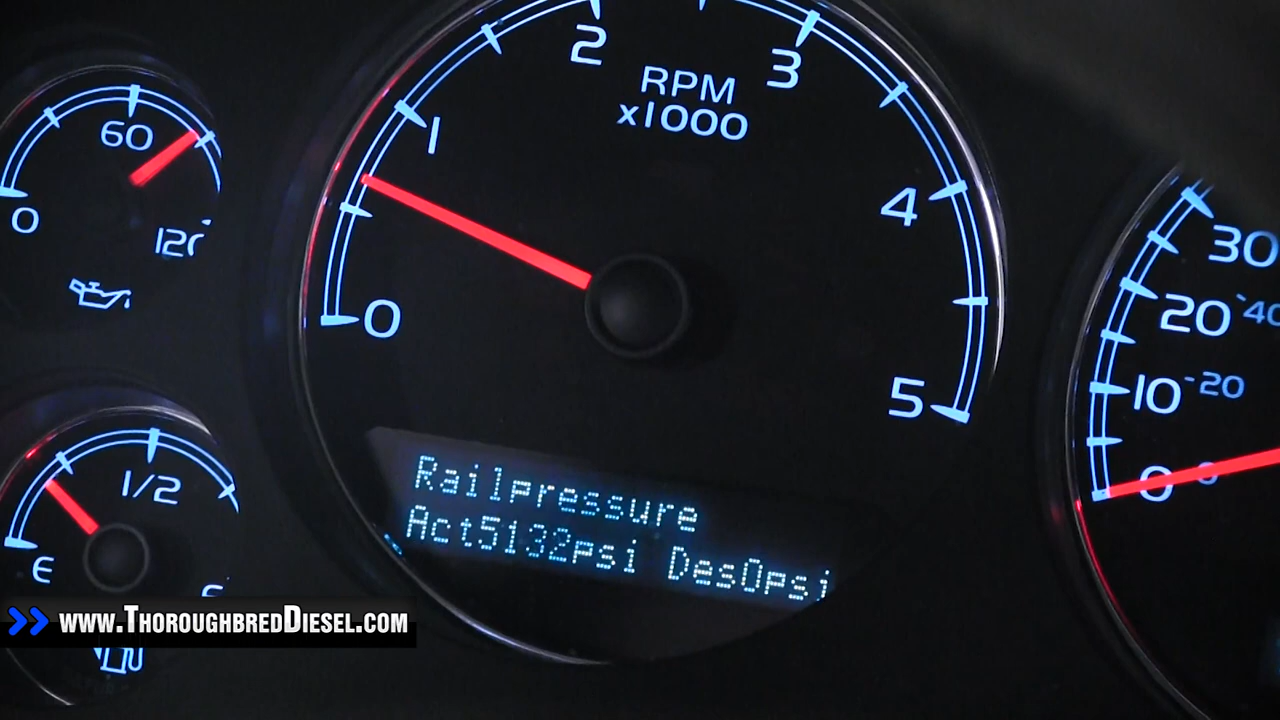 2
3
RPM
x1000
1
60
0
120
4
30
20
40
0
5
10
20
0
0
1/2
E
Railpressure
Act5132psi Des0psi
www.ThoroughbredDiesel.com